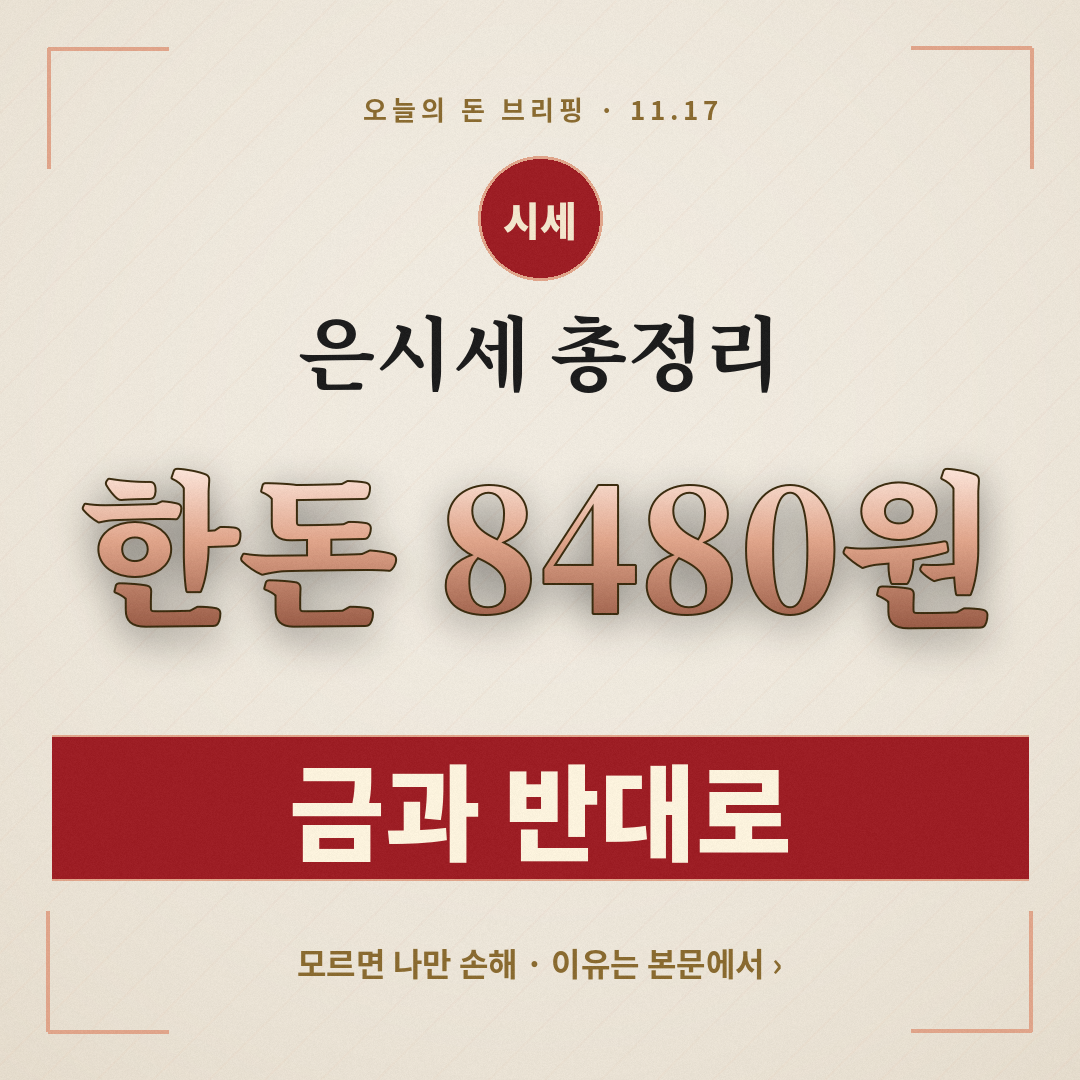 오늘의 돈 브리핑 · 11.17
시세
은시세 총정리
한돈 8480원
금과 반대로
모르면 나만 손해 · 이유는 본문에서 ›